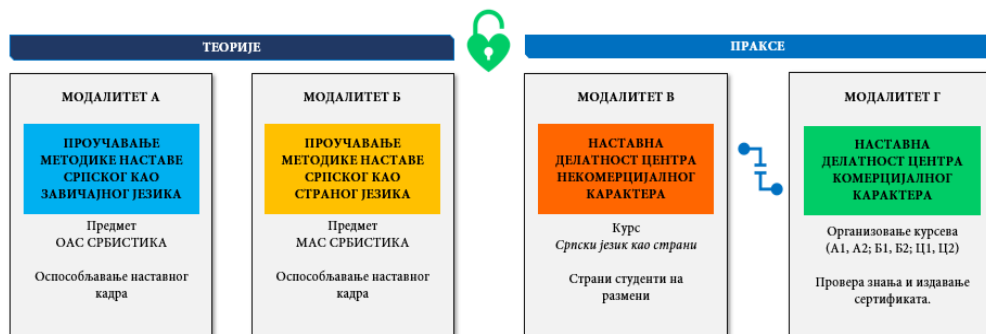 ТЕОРИЈЕ
ПРАКСЕ
МОДАЛИТЕТ А
ПРОУЧАВАЊЕ
МЕТОДИКЕ НАСТАВЕ
СРПСКОГ КАО
ЗАВИЧАЈНОГ ЈЕЗИКА
Предмет
ОАС СРБИСТИКА
Оспособљавање наставног
кадра
МОДАЛИТЕТ Б
ПРОУЧАВАЊЕ
МЕТОДИКЕ НАСТАВЕ
СРПСКОГ КАО
СТРАНОГ ЈЕЗИКА
Предмет
МАС СРБИСТИКА
Оспособљавање наставног
кадра
МОДАЛИТЕТ В
НАСТАВНА
ДЕЛАТНОСТ ЦЕНТРА
НЕКОМЕРЦИЈАЛНОГ
КАРАКТЕРА
Курс
Српски језик као страни
Страни студенти на
размени
МОДАЛИТЕТ Г
НАСТАВНА
ДЕЛАТНОСТ ЦЕНТРА
КОМЕРЦИЈАЛНОГ
КАРАКТЕРА
Организовање курсева
(А1, А2; Б1, Б2; Ц1, Ц2)
Провера знања и издавање
сертификата.